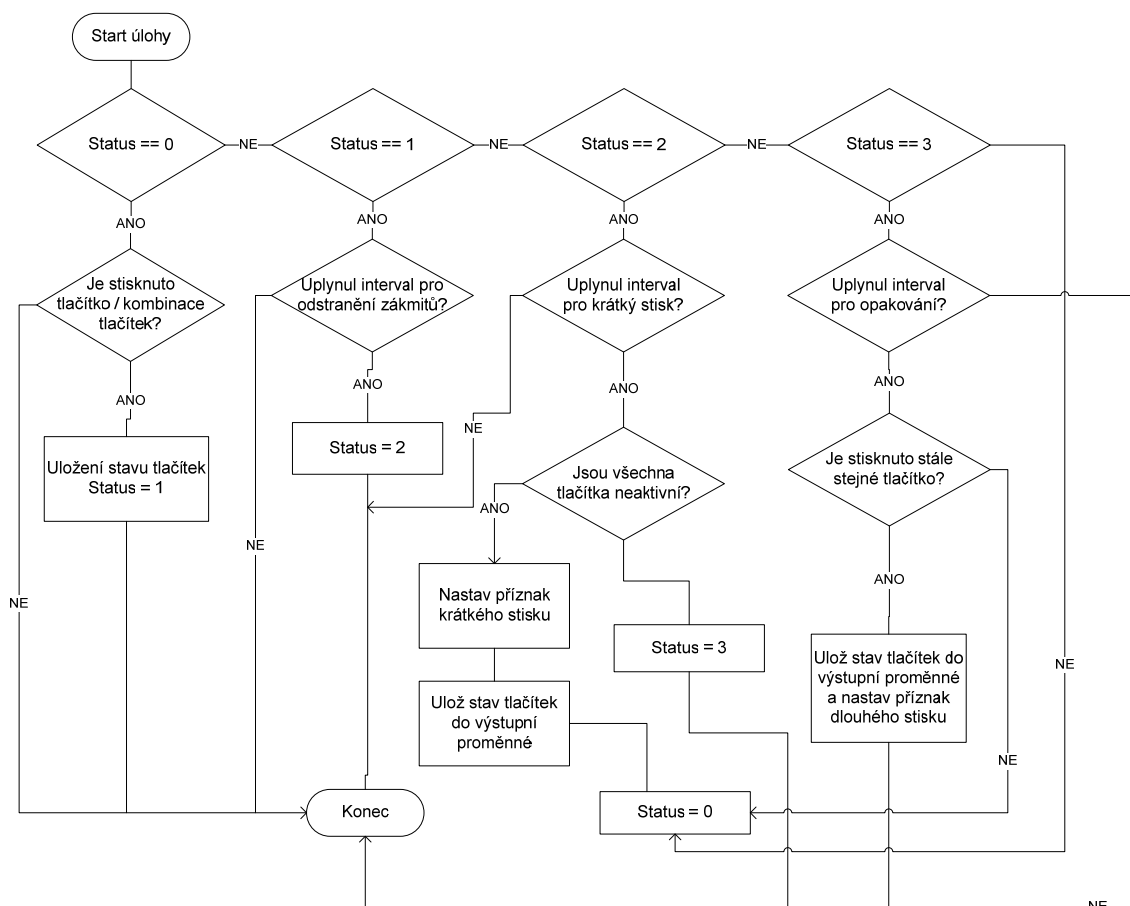 Start úlohy
Status == 0
NE
Status == 1
NE
Status == 2
NE
Status == 3
ANO
ANO
ANO
ANO
Je stisknuto
tlačítko / kombinace
tlačítek?
Uplynul interval pro
odstranění zákmitů?
Uplynul interval
pro krátký stisk?
Uplynul interval
pro opakování?
ANO
ANO
ANO
ANO
Uložení stavu tlačítek
Status = 1
Status = 2
NE
Jsou všechna
tlačítka neaktivní?
Je stisknuto stále
stejné tlačítko?
ANO
NE
ANO
NE
Nastav příznak
krátkého stisku
Status = 3
Ulož stav tlačítek do
výstupní proměnné
a nastav příznak
dlouhého stisku
NE
Ulož stav tlačítek
do výstupní
proměnné
NE
Konec
Status = 0
NE